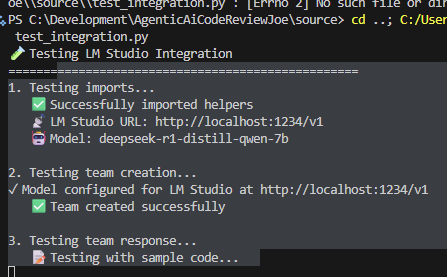 oe\\source\\test_integration.py : [Errno 2] No such file or dir
PS C:\Development\AgenticAiCodeReviewJoe\source> cd ..; C:/User
test_integration.py
🧪 Testing LM Studio Integration
==================================================
1. Testing imports...
✅ Successfully imported helpers
📡 LM Studio URL: http://localhost:1234/v1
🤖 Model: deepseek-r1-distill-qwen-7b
2. Testing team creation...
✓ Model configured for LM Studio at http://localhost:1234/v1
✅ Team created successfully
3. Testing team response...
📝 Testing with sample code...